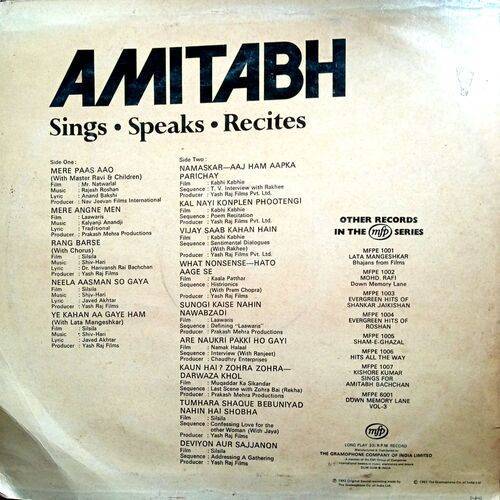 AMITABH
Sings • Speaks • Recites
Side One :
MERE PAAS AAO
(With Master Ravi & Children)
Film : Mr. Natwarlal
Music : Rajesh Roshan
Lyric : Anand Bakshi
Producer : Nav Jeevan Films International
MERE ANGNE MEN
Film : Laawaris
Music : Kalyanji Anandji
Lyric : Traditional
Producer : Prakash Mehra Productions
RANG BARSE
(With Chorus)
Film : Silsila
Music : Shiv-Hari
Lyric : Dr. Harivansh Rai Bachchan
Producer : Yash Raj Films
NEELA AASMAN SO GAYA
Film : Silsila
Music : Shiv-Hari
Lyric : Javed Akhtar
Producer : Yash Raj Films
YE KAHAN AA GAYE HAM
(With Lata Mangeshkar)
Film : Silsila
Music : Shiv-Hari
Lyric : Javed Akhtar
Producer : Yash Raj Films
Side Two :
NAMASKAR—AAJ HAM AAPKA
PARICHAY
Film : Kabhi Kabhie
Sequence : T. V. Interview with Rakhee
Producer : Yash Raj Films Pvt. Ltd.
KAL NAYI KONPLEN PHOOTENGI
Film : Kabhi Kabhie
Sequence : Poem Recitation
Producer : Yash Raj Films Pvt. Ltd.
VIJAY SAAB KAHAN HAIN
Film : Kabhi Kabhie
Sequence : Sentimental Dialogues
(With Rakhee)
Producer : Yash Raj Films Pvt. Ltd.
WHAT NONSENSE—HATO
AAGE SE
Film : Kaala Patthar
Sequence : Histrionics
(With Prem Chopra)
Producer : Yash Raj Films
SUNOGI KAISE NAHIN
NAWABZADI
Film : Laawaris
Sequence : Defining "Laawaris"
Producer : Prakash Mehra Productions
ARE NAUKRI PAKKI HO GAYI
Film : Namak Halaal
Sequence : Interview (With Ranjeet)
Producer : Chaudhry Enterprises
KAUN HAI ? ZOHRA ZOHRA—
DARWAZA KHOL
Film : Muqaddar Ka Sikandar
Sequence : Last Scene with Zohra Bai (Rekha)
Producer : Prakash Mehra Productions
TUMHARA SHAQUE BEBUNIYAD
NAHIN HAI SHOBHA
Film : Silsila
Sequence : Confessing Love for the
other Woman (With Jaya)
Producer : Yash Raj Films
DEVIYON AUR SAJJANON
Film : Silsila
Sequence : Addressing A Gathering
Producer : Yash Raj Films
OTHER RECORDS
IN THE mfp SERIES
MFPE 1001
LATA MANGESHKAR
Bhajans from Films
MFPE 1002
MOHD. RAFI
Down Memory Lane
MFPE 1003
EVERGREEN HITS OF
SHANKAR JAIKISHAN
MFPE 1004
EVERGREEN HITS OF
ROSHAN
MFPE 1005
SHAM-E-GHAZAL
MFPE 1006
HITS ALL THE WAY
MFPE 1007
KISHORE KUMAR
SINGS FOR
AMITABH BACHCHAN
MFPE 6001
DOWN MEMORY LANE
VOL-3
mfp
LONG PLAY 33⅓ RPM RECORD
Manufactured and distributed by
THE GRAMOPHONE COMPANY OF INDIA LIMITED